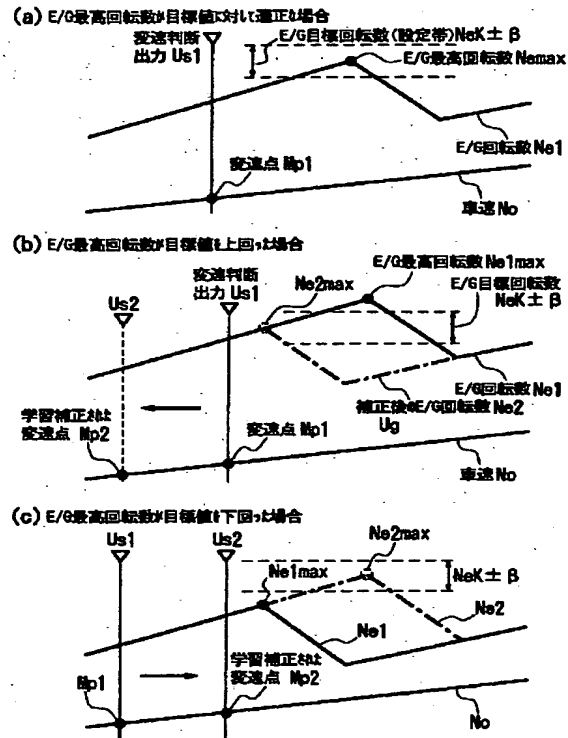 (a) E/G最高回転数が目標値に対して適正な場合
変速判断
出力 Us1
E/G目標回転数(設定帯)NeK± β
E/G最高回転数 Nemax
E/G回転数 Ne1
変速点 Mp1
車速 No
(b) E/G最高回転数が目標値を上回った場合
Us2
変速判断
出力 Us1
Ne2max
E/G最高回転数 Ne1max
E/G目標回転数
NeK± β
E/G回転数 Ne1
補正後のE/G回転数 Ne2
Ug
学習補正された
変速点 Mp2
変速点 Mp1
車速 No
(c) E/G最高回転数が目標値を下回った場合
Us1
Us2
Ne2max
Ne1max
NeK± β
Ne1
Ne2
学習補正された
変速点 Mp2
Mp1
No